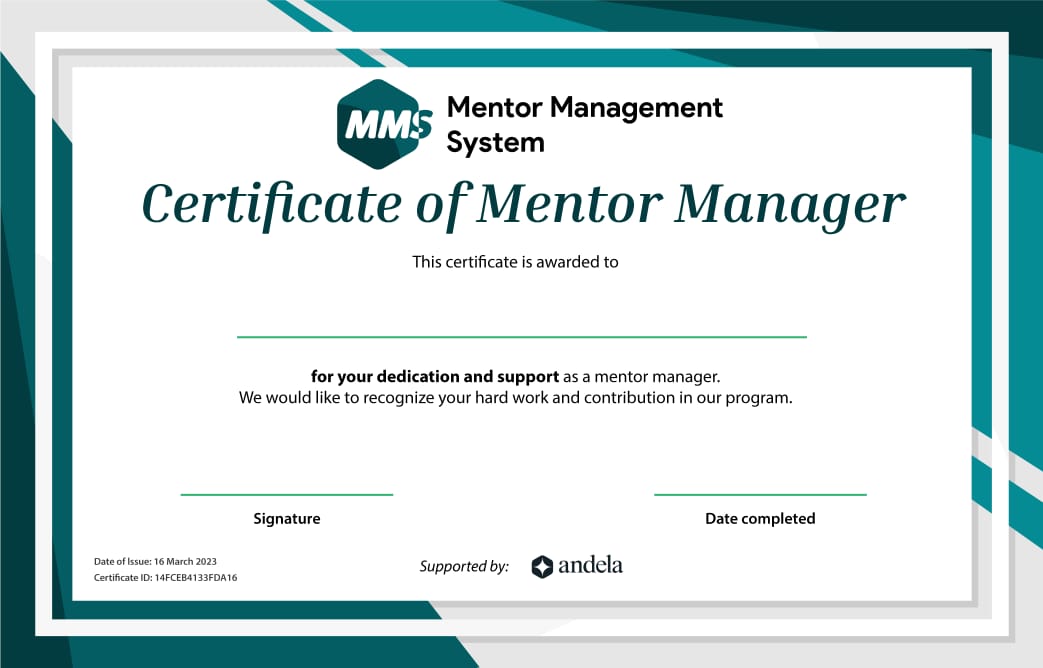 MMS
Mentor Management
System
Certificate of Mentor Manager
This certificate is awarded to
for your dedication and support as a mentor manager.
We would like to recognize your hard work and contribution in our program.
Signature
Date completed
Date of Issue: 16 March 2023
Certificate ID: 14FCEB4133FDA16
Supported by:
andela